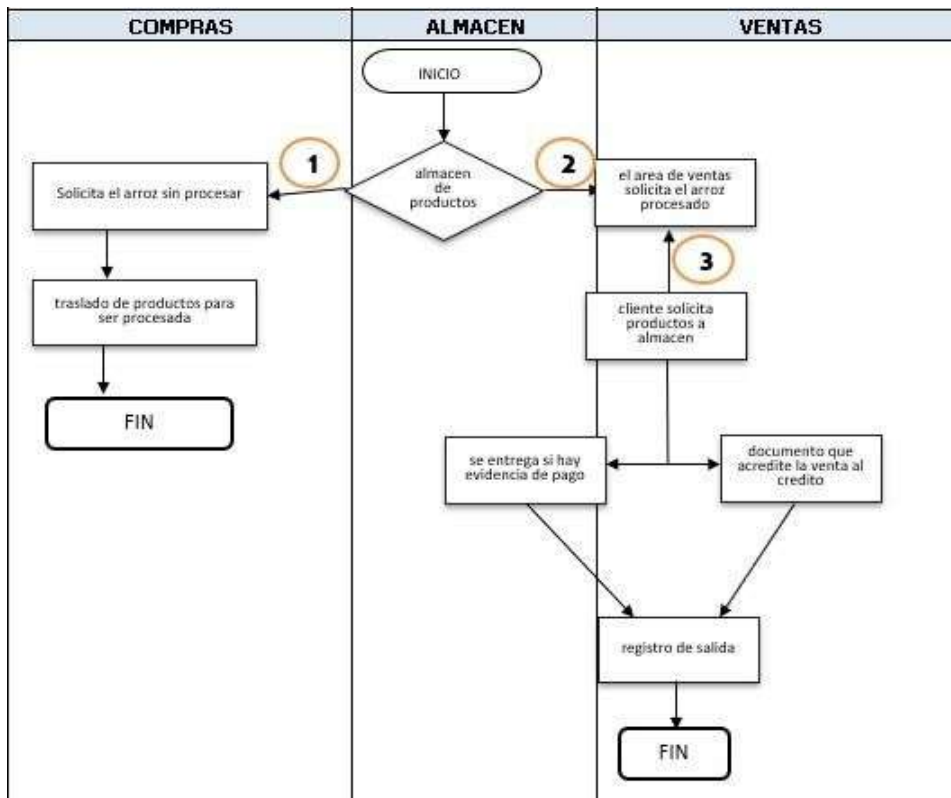 COMPRAS
ALMACEN
VENTAS
INICIO
1
2
almacen
de
productos
Solicita el arroz sin procesar
el area de ventas
solicita el arroz
procesado
3
traslado de productos para
ser procesada
cliente solicita
productos a
almacen
FIN
se entrega si hay
evidencia de pago
documento que
acredite la venta al
credito
registro de salida
FIN